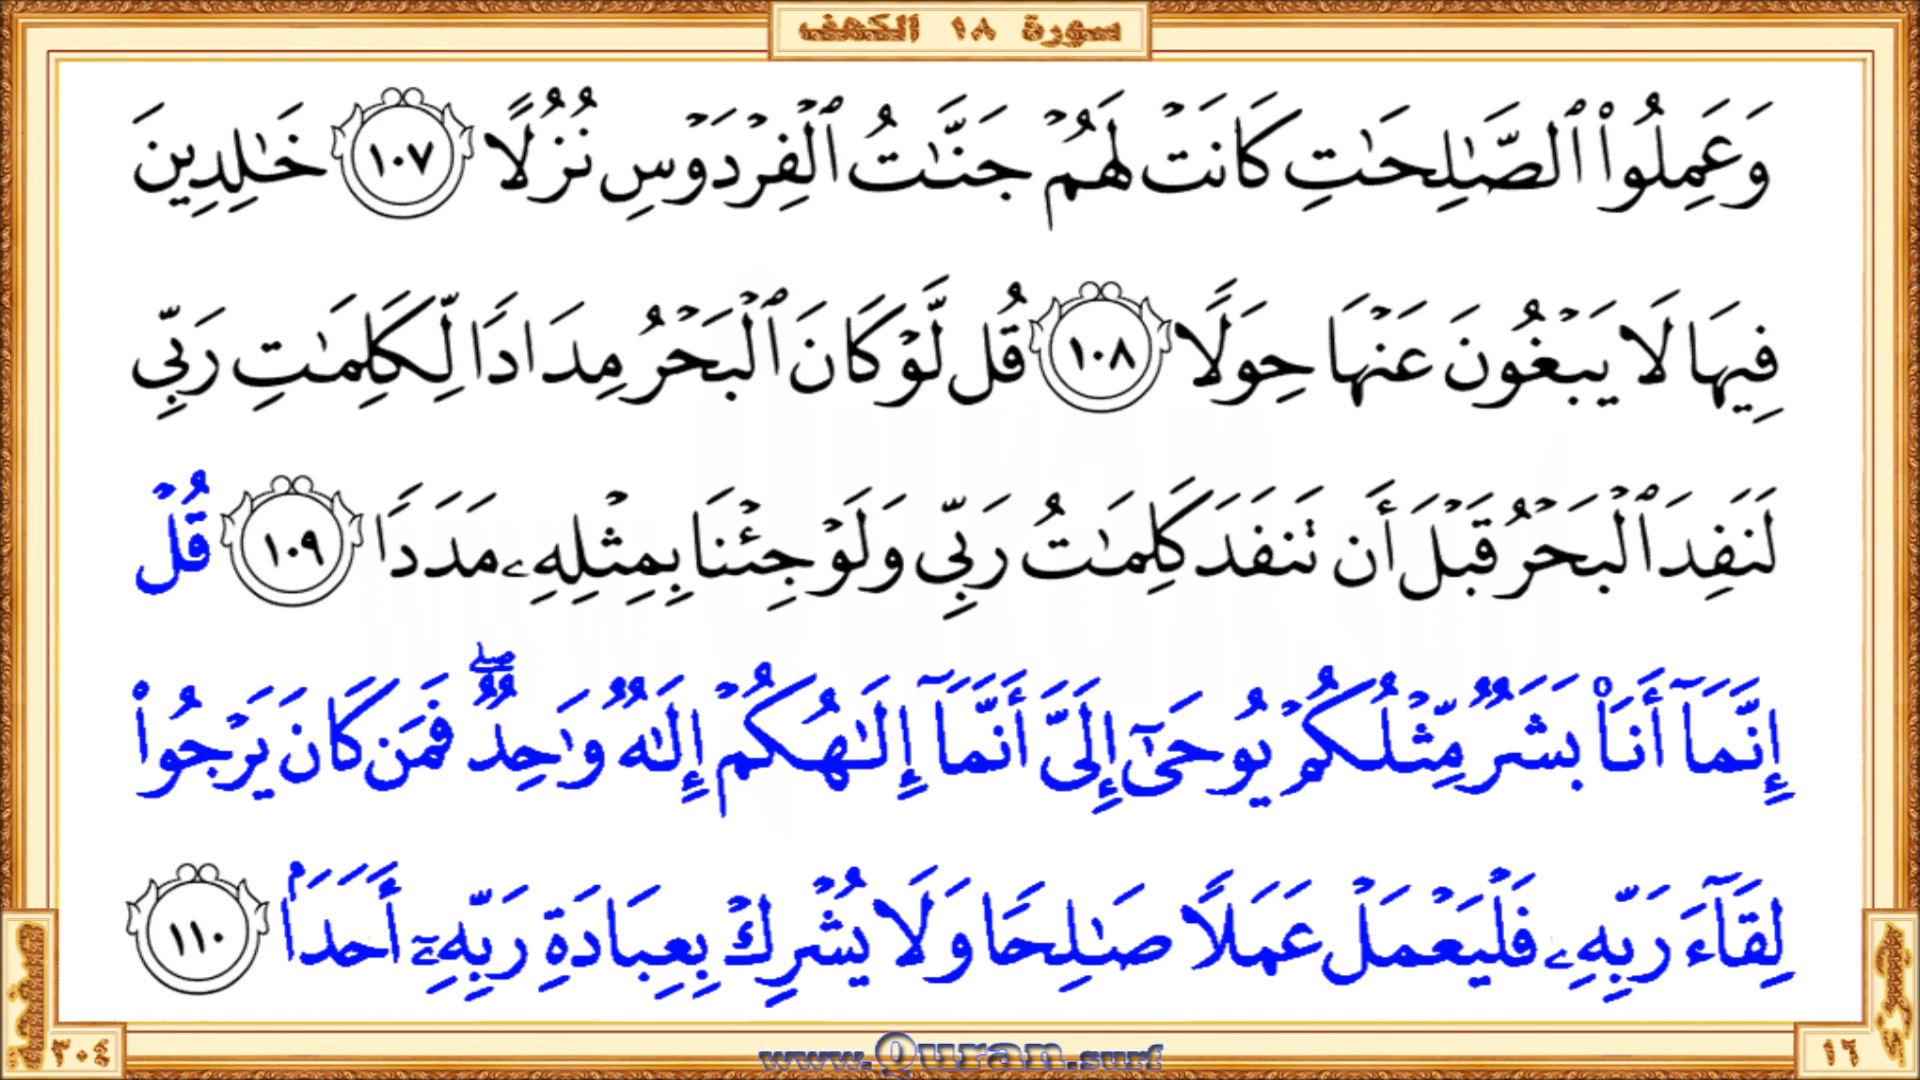 سورة ١٨ الكهف
وَعَمِلُوا۟ ٱلصَّـٰلِحَـٰتِ كَانَتْ لَهُمْ جَنَّـٰتُ ٱلْفِرْدَوْسِ نُزُلًا ١٠٧ خَـٰلِدِينَ
فِيهَا لَا يَبْغُونَ عَنْهَا حِوَلًا ١٠٨ قُل لَّوْ كَانَ ٱلْبَحْرُ مِدَادًا لِّكَلِمَـٰتِ رَبِّى
لَنَفِدَ ٱلْبَحْرُ قَبْلَ أَن تَنفَدَ كَلِمَـٰتُ رَبِّى وَلَوْ جِئْنَا بِمِثْلِهِۦ مَدَدًا ١٠٩ قُلْ
إِنَّمَآ أَنَا۠ بَشَرٌ مِّثْلُكُمْ يُوحَىٰٓ إِلَىَّ أَنَّمَآ إِلَـٰهُكُمْ إِلَـٰهٌ وَٰحِدٌ ۖ فَمَن كَانَ يَرْجُوا۟
لِقَآءَ رَبِّهِۦ فَلْيَعْمَلْ عَمَلًا صَـٰلِحًا وَلَا يُشْرِكْ بِعِبَادَةِ رَبِّهِۦٓ أَحَدَۢا ١١٠
الصفحة
٣٠٤
www.Quran.surf
١٦